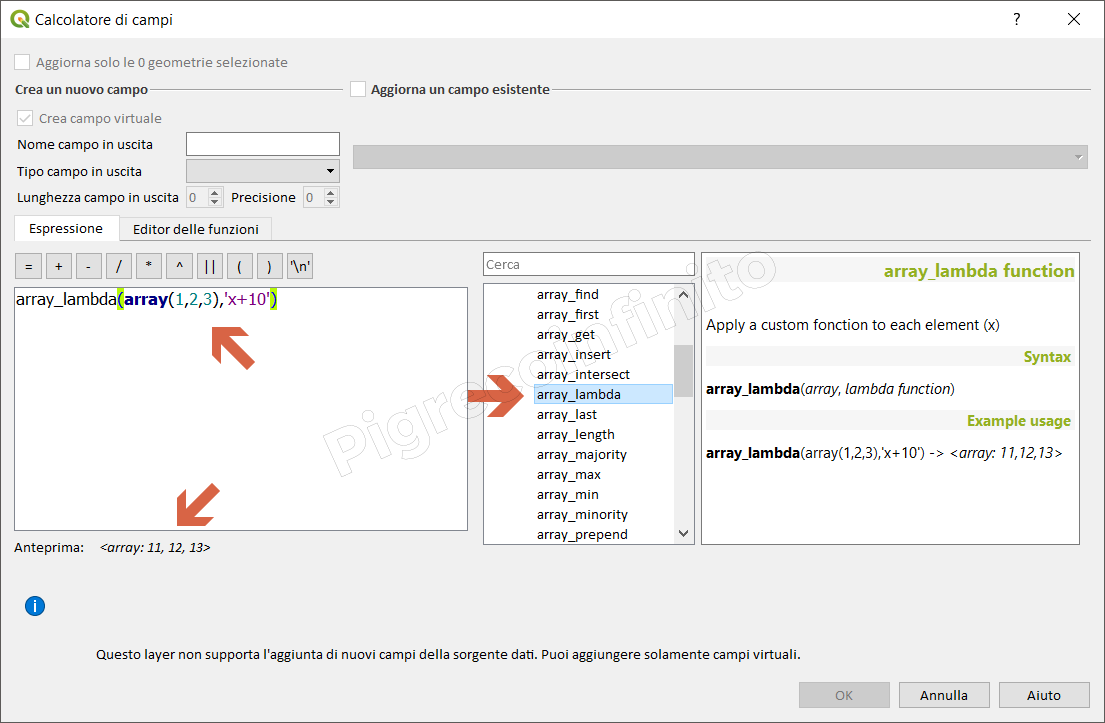 Calcolatore di campi
?
Aggiorna solo le 0 geometrie selezionate
Crea un nuovo campo
Aggiorna un campo esistente
Crea campo virtuale
Nome campo in uscita
Tipo campo in uscita
Lunghezza campo in uscita 0 Precisione 0
Espressione Editor delle funzioni
= + - / * ^ || ( ) '\n'
array_lambda(array(1,2,3),'x+10')
Anteprima: <array: 11, 12, 13>
Cerca
array_find
array_first
array_get
array_insert
array_intersect
array_lambda
array_last
array_length
array_majority
array_max
array_min
array_minority
array_prepend
array_lambda function
Apply a custom fonction to each element (x)
Syntax
array_lambda(array, lambda function)
Example usage
array_lambda(array(1,2,3),'x+10') -> <array: 11,12,13>
Pigrecoinfinito
i
Questo layer non supporta l'aggiunta di nuovi campi della sorgente dati. Puoi aggiungere solamente campi virtuali.
OK Annulla Aiuto